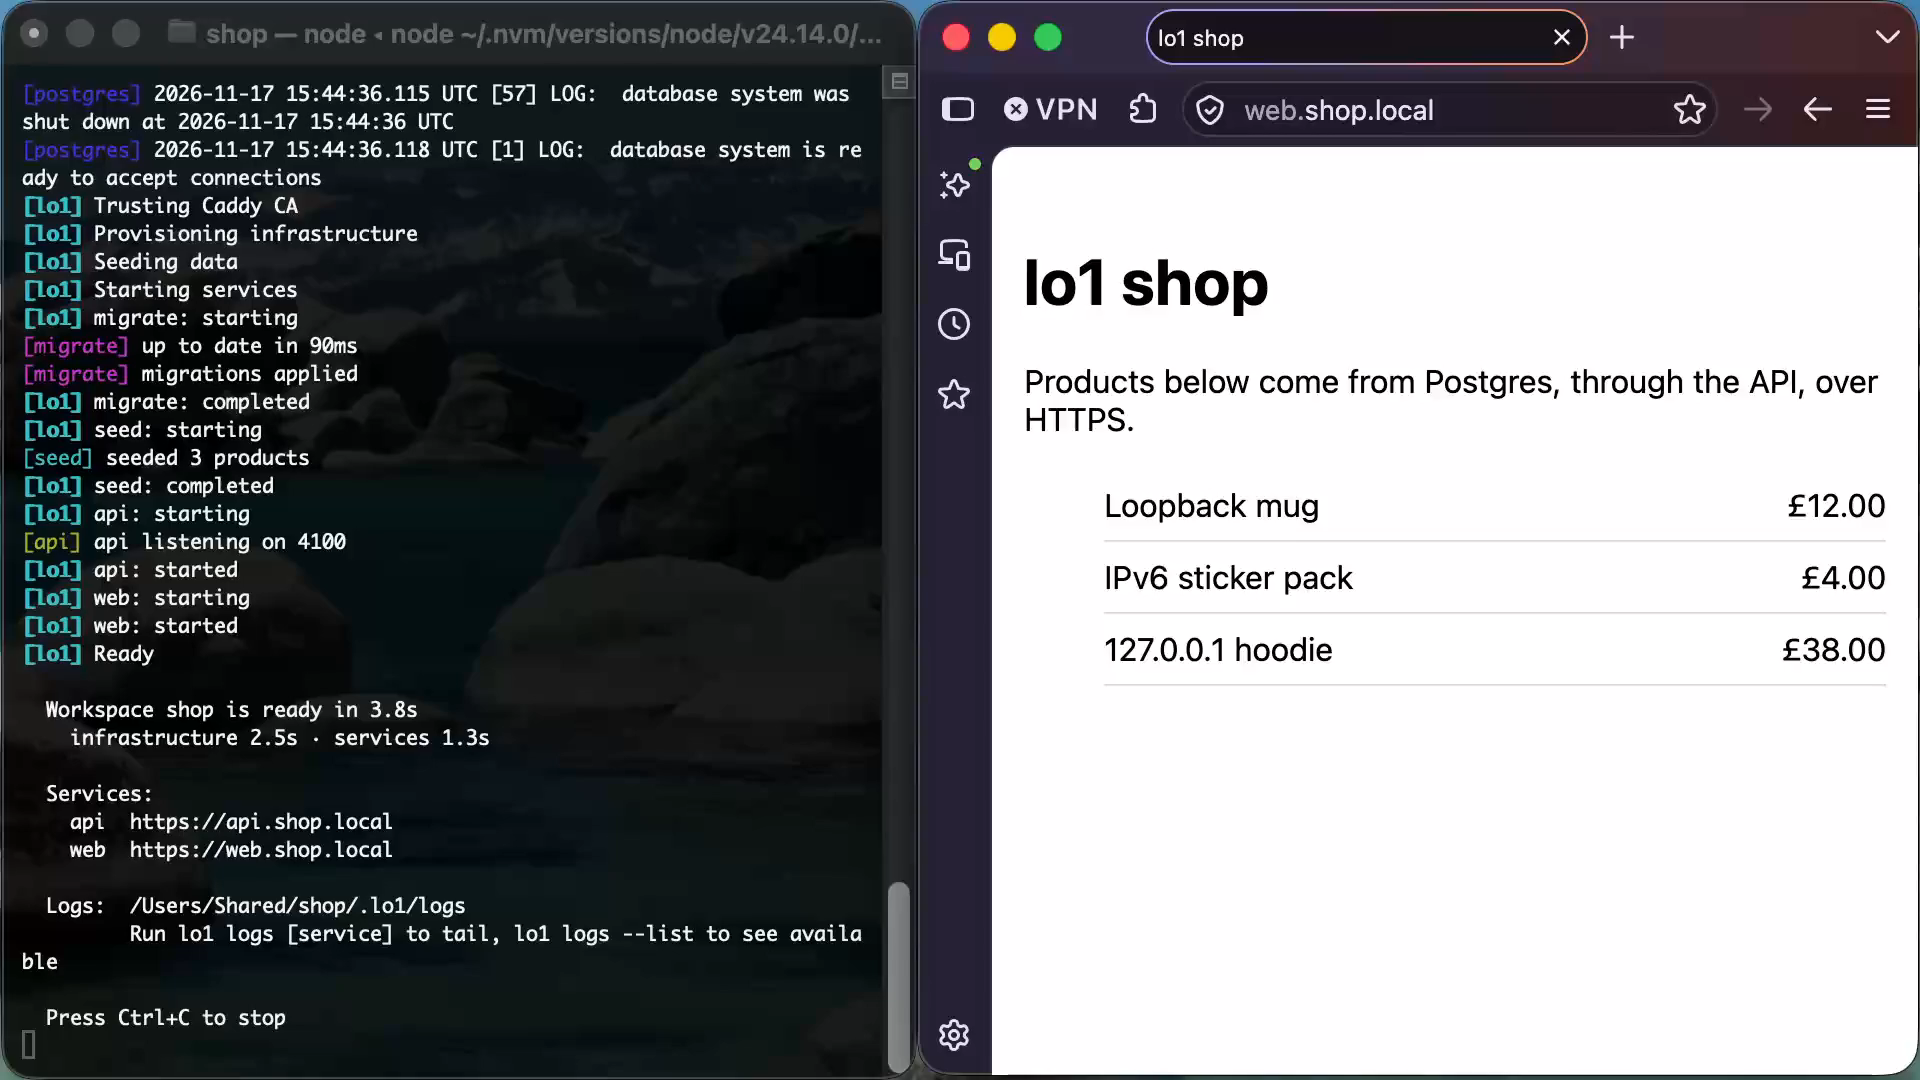 shop — node ◂ node ~/.nvm/versions/node/v24.14.0/...
[postgres] 2026-11-17 15:44:36.115 UTC [57] LOG:  database system was
shut down at 2026-11-17 15:44:36 UTC
[postgres] 2026-11-17 15:44:36.118 UTC [1] LOG:  database system is re
ady to accept connections
[lo1] Trusting Caddy CA
[lo1] Provisioning infrastructure
[lo1] Seeding data
[lo1] Starting services
[lo1] migrate: starting
[migrate] up to date in 90ms
[migrate] migrations applied
[lo1] migrate: completed
[lo1] seed: starting
[seed] seeded 3 products
[lo1] seed: completed
[lo1] api: starting
[api] api listening on 4100
[lo1] api: started
[lo1] web: starting
[lo1] web: started
[lo1] Ready
Workspace shop is ready in 3.8s
infrastructure 2.5s · services 1.3s
Services:
api  https://api.shop.local
web  https://web.shop.local
Logs:  /Users/Shared/shop/.lo1/logs
Run lo1 logs [service] to tail, lo1 logs --list to see availa
ble
Press Ctrl+C to stop
lo1 shop
VPN
web.shop.local
lo1 shop
Products below come from Postgres, through the API, over
HTTPS.
Loopback mug £12.00
IPv6 sticker pack £4.00
127.0.0.1 hoodie £38.00